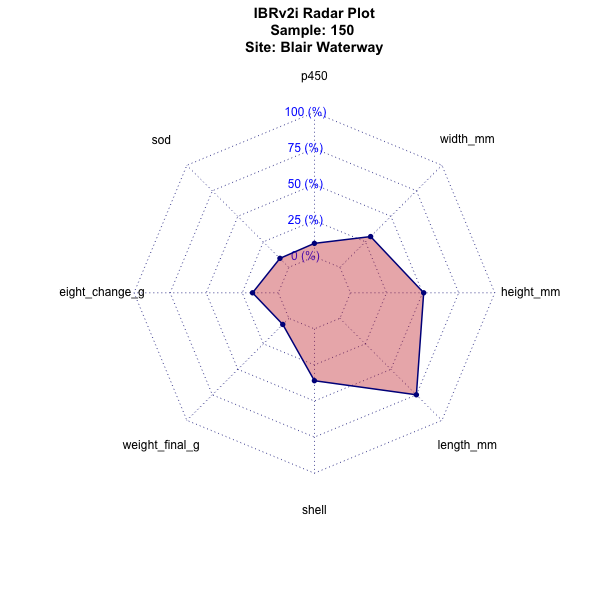 IBRv2i Radar Plot
Sample: 150
Site: Blair Waterway
p450
100 (%)
sod
width_mm
75 (%)
50 (%)
25 (%)
0 (%)
eight_change_g
height_mm
weight_final_g
length_mm
shell